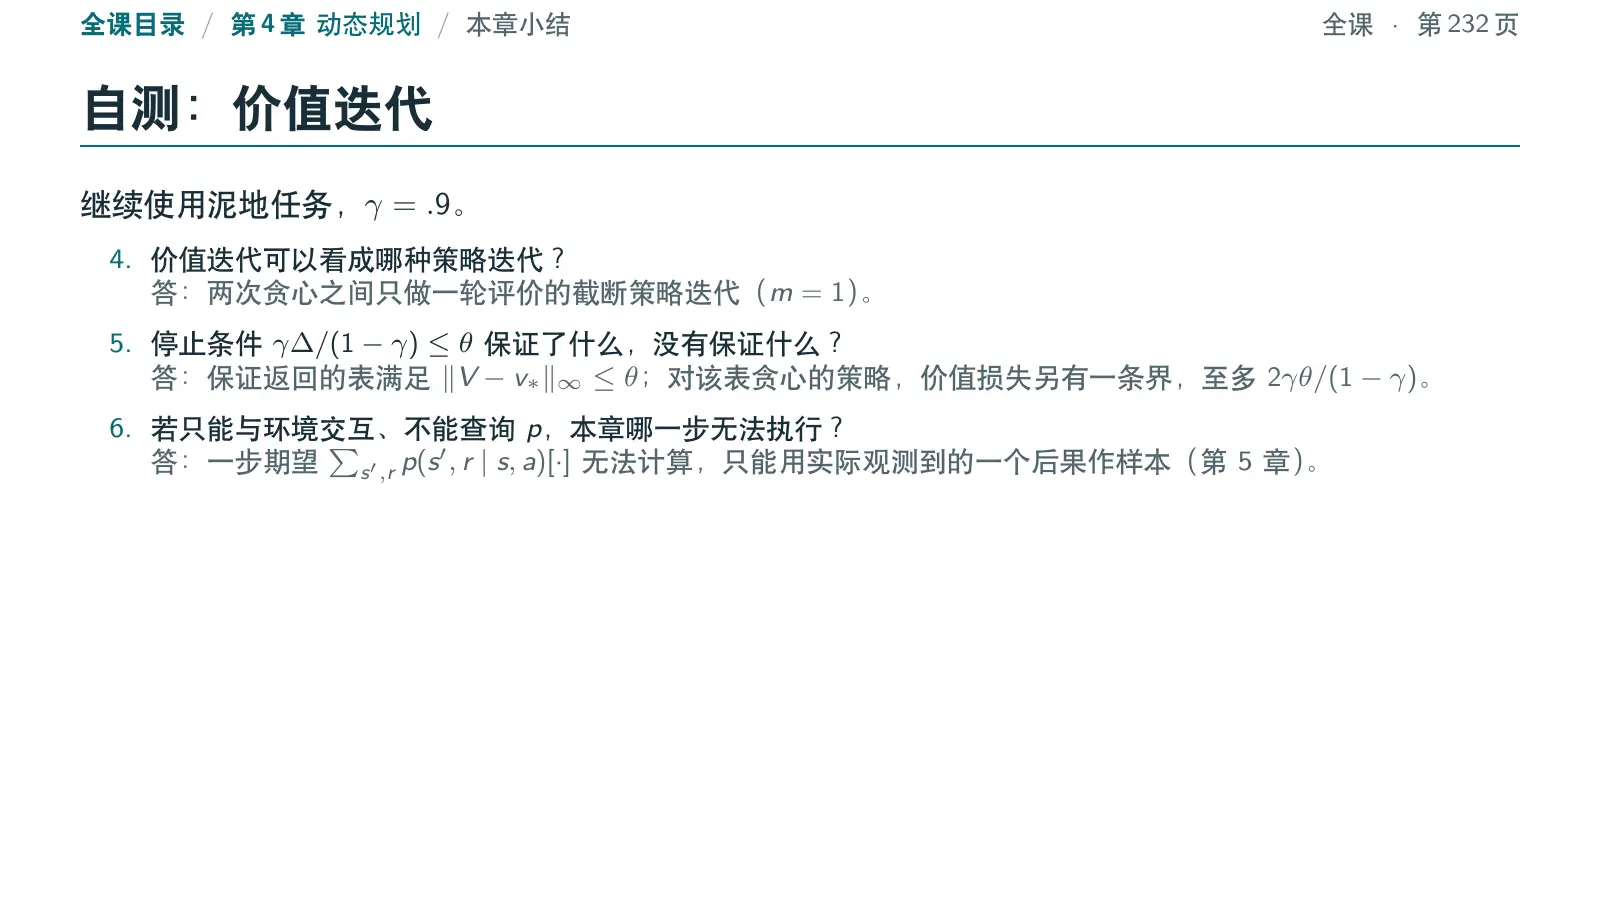 全课目录 / 第 4 章 动态规划 / 本章小结
全课 · 第 232 页
自测：价值迭代
继续使用泥地任务，γ = .9。
4. 价值迭代可以看成哪种策略迭代？
答：两次贪心之间只做一轮评价的截断策略迭代（m = 1）。
5. 停止条件 γΔ/(1 − γ) ≤ θ 保证了什么，没有保证什么？
答：保证返回的表满足 ‖V − v∗‖∞ ≤ θ；对该表贪心的策略，价值损失另有一条界，至多 2γθ/(1 − γ)。
6. 若只能与环境交互、不能查询 p，本章哪一步无法执行？
答：一步期望 ∑s′,r p(s′, r | s, a)[·] 无法计算，只能用实际观测到的一个后果作样本（第 5 章）。